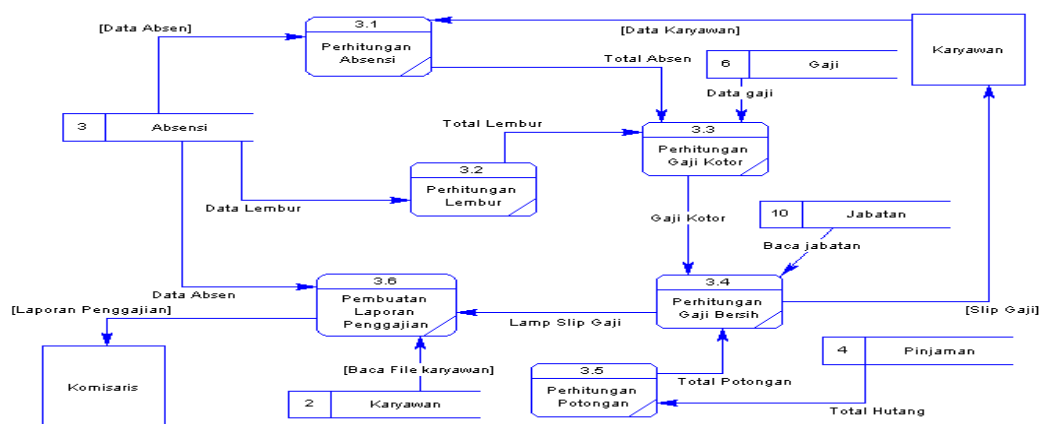 3.1
[Data Absen]
[Data Karyawan]
Perhitungan
Absensi
Karyawan
Total Absen
6
Gaji
Data gaji
3
Absensi
Total Lembur
3.3
Perhitungan
Gaji Kotor
3.2
Perhitungan
Lembur
Data Lembur
Gaji Kotor
10
Jabatan
Baca jabatan
3.6
Pembuatan
Laporan
Penggajian
Data Absen
[Laporan Penggajian]
3.4
Perhitungan
Gaji Bersih
Lamp Slip Gaji
[Slip Gaji]
Komisaris
[Baca File karyawan]
2
Karyawan
3.5
Perhitungan
Potongan
Total Potongan
4
Pinjaman
Total Hutang